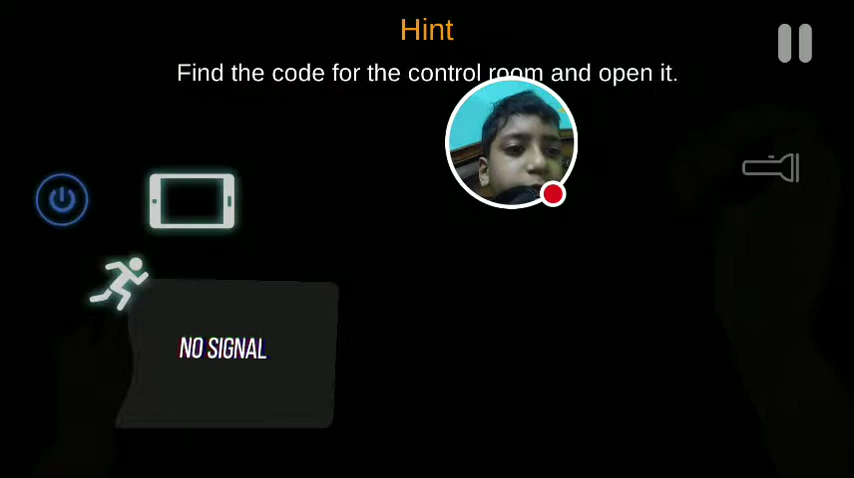 Hint
Find the code for the control room and open it.
NO SIGNAL